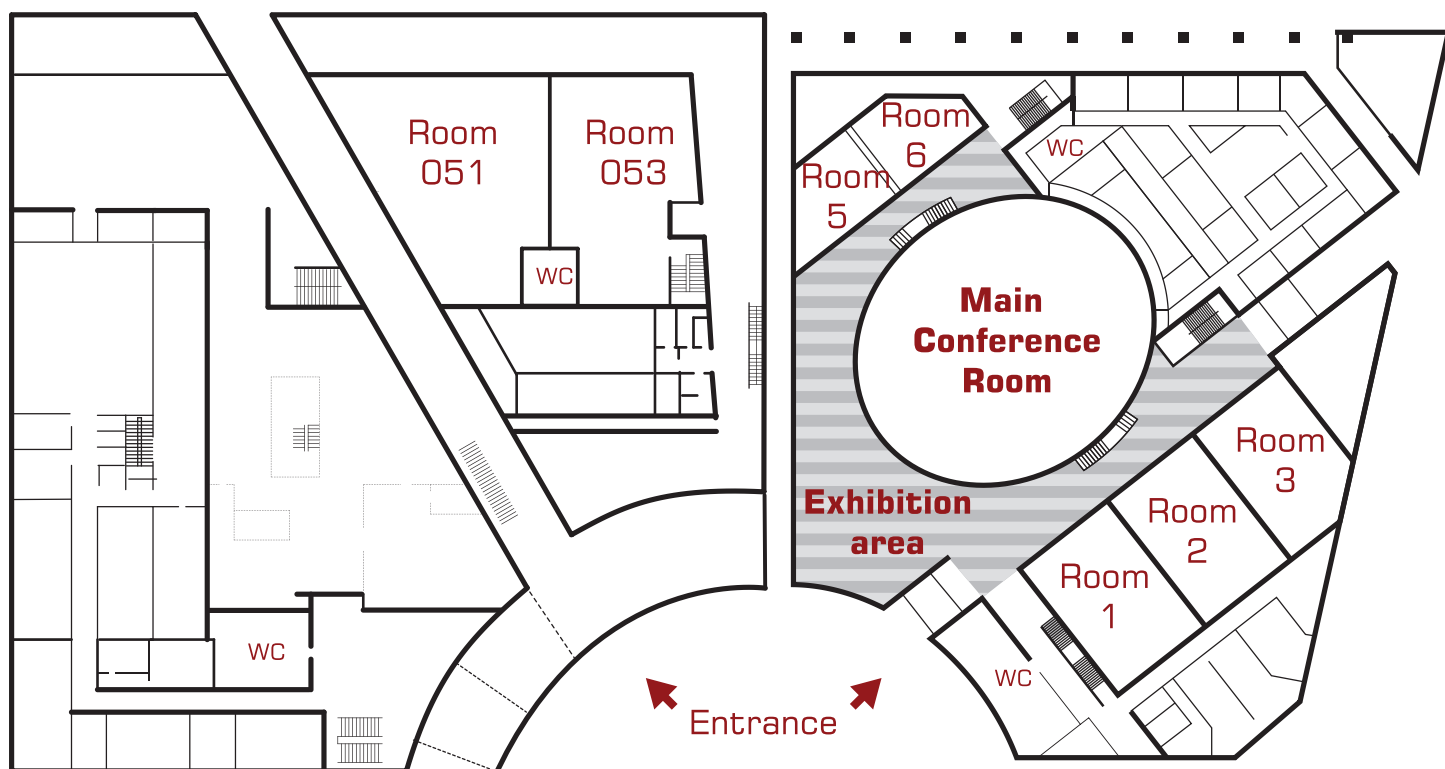 Room
051
Room
053
WC
WC
Room
6
Room
5
WC
Main
Conference
Room
Exhibition
area
Room
3
Room
2
Room
1
WC
Entrance